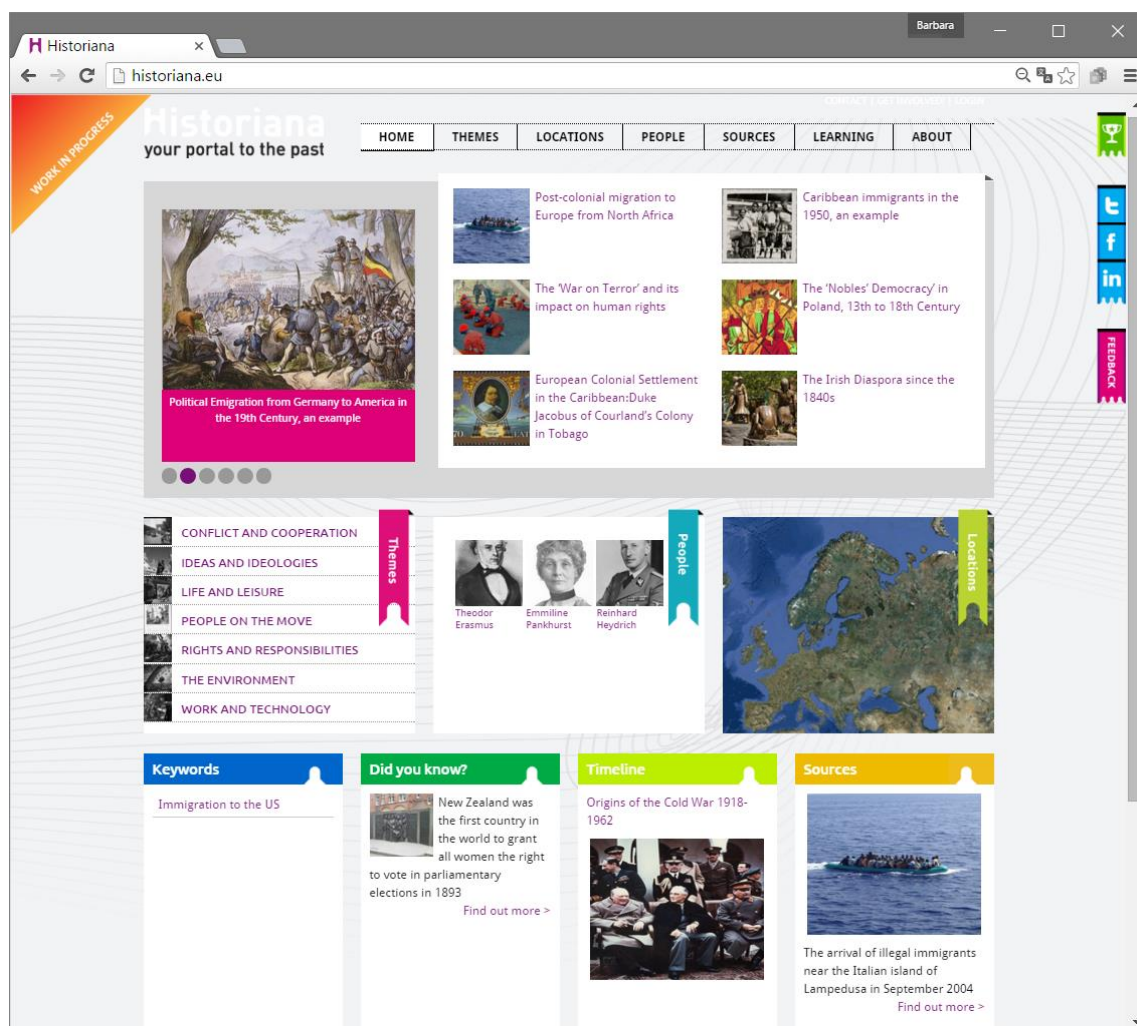 Barbara
Historiana
historiana.eu
CONTACT | GET INVOLVED! | LOGIN
WORK IN PROGRESS
Historiana
your portal to the past
HOME THEMES LOCATIONS PEOPLE SOURCES LEARNING ABOUT
Post-colonial migration to
Europe from North Africa
Caribbean immigrants in the
1950, an example
The ‘War on Terror’ and its
impact on human rights
The ‘Nobles’ Democracy’ in
Poland, 13th to 18th Century
European Colonial Settlement
in the Caribbean:Duke
Jacobus of Courland’s Colony
in Tobago
The Irish Diaspora since the
1840s
Political Emigration from Germany to America in
the 19th Century, an example
FEEDBACK
CONFLICT AND COOPERATION
IDEAS AND IDEOLOGIES
LIFE AND LEISURE
PEOPLE ON THE MOVE
RIGHTS AND RESPONSIBILITIES
THE ENVIRONMENT
WORK AND TECHNOLOGY
Themes
Theodor
Erasmus
Emmiline
Pankhurst
Reinhard
Heydrich
People
Locations
Keywords
Immigration to the US
Did you know?
New Zealand was
the first country in
the world to grant
all women the right
to vote in parliamentary
elections in 1893
Find out more >
Timeline
Origins of the Cold War 1918-
1962
Sources
The arrival of illegal immigrants
near the Italian island of
Lampedusa in September 2004
Find out more >